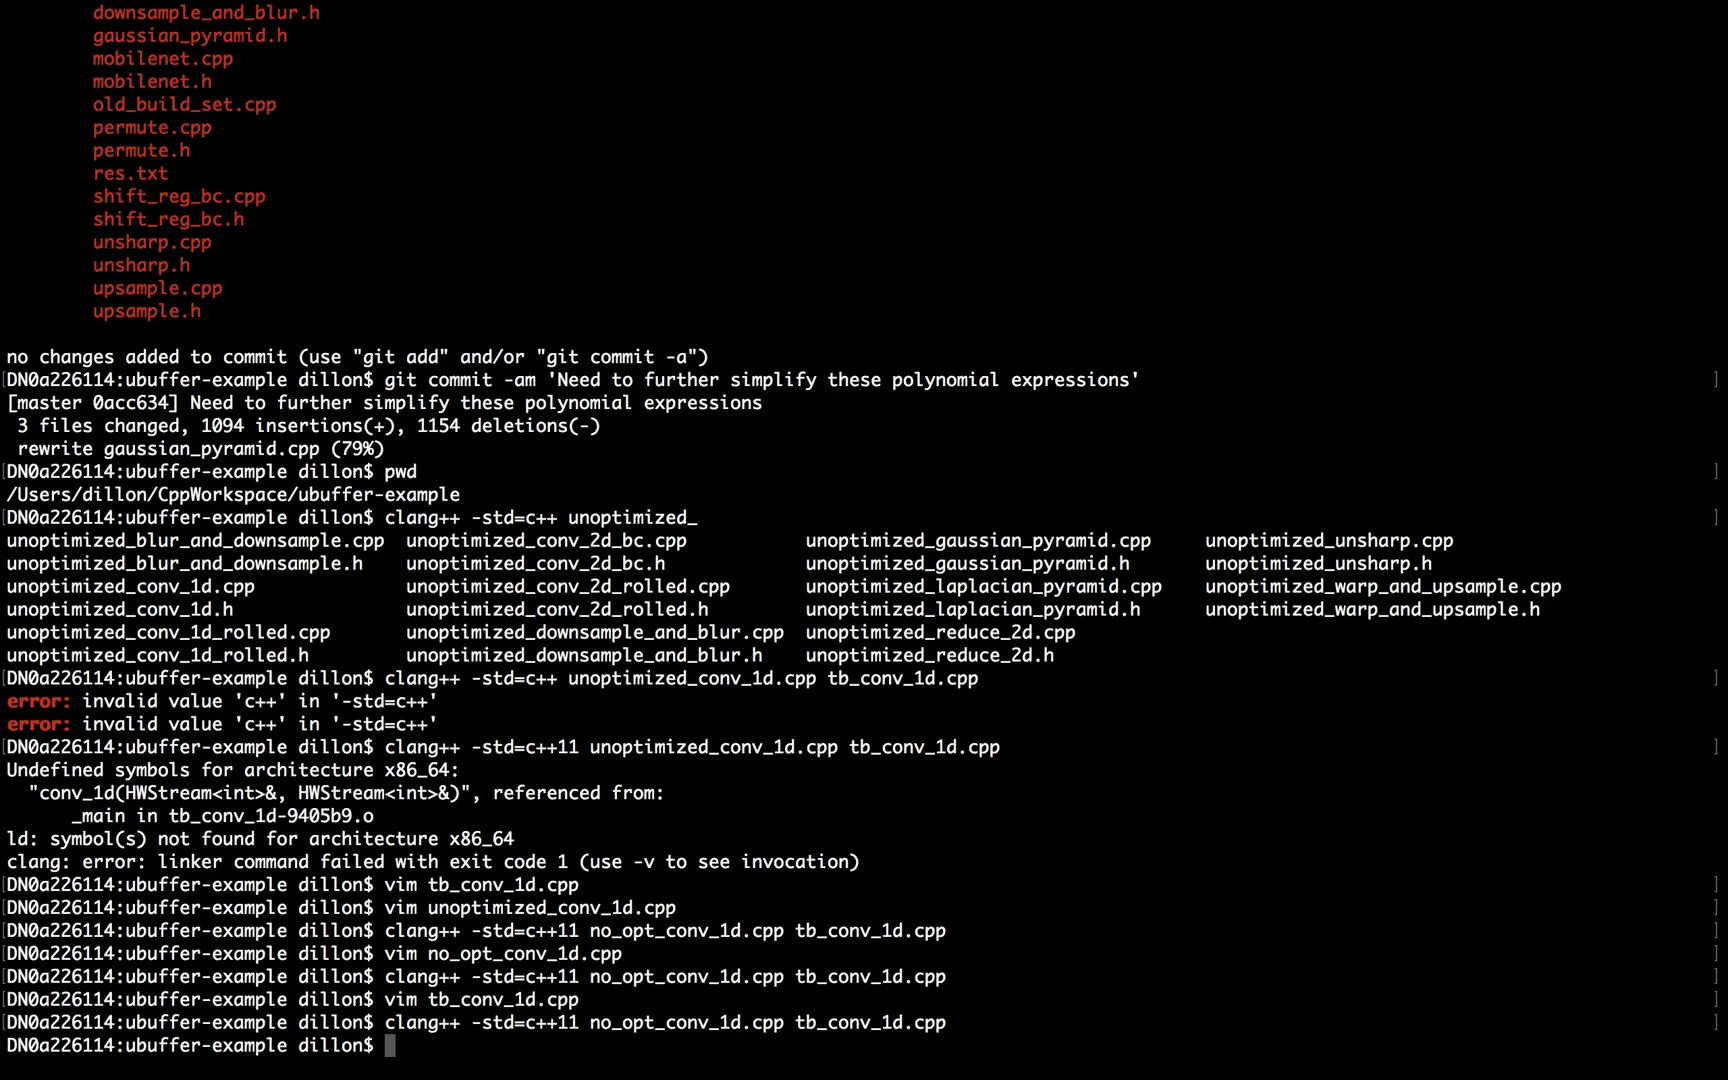 downsample_and_blur.h
gaussian_pyramid.h
mobilenet.cpp
mobilenet.h
old_build_set.cpp
permute.cpp
permute.h
res.txt
shift_reg_bc.cpp
shift_reg_bc.h
unsharp.cpp
unsharp.h
upsample.cpp
upsample.h
no changes added to commit (use "git add" and/or "git commit -a")
[DN0a226114:ubuffer-example dillon$ git commit -am 'Need to further simplify these polynomial expressions' ]
[master 0acc634] Need to further simplify these polynomial expressions
3 files changed, 1094 insertions(+), 1154 deletions(-)
rewrite gaussian_pyramid.cpp (79%)
[DN0a226114:ubuffer-example dillon$ pwd ]
/Users/dillon/CppWorkspace/ubuffer-example
[DN0a226114:ubuffer-example dillon$ clang++ -std=c++ unoptimized_ ]
unoptimized_blur_and_downsample.cpp unoptimized_conv_2d_bc.cpp unoptimized_gaussian_pyramid.cpp unoptimized_unsharp.cpp
unoptimized_blur_and_downsample.h unoptimized_conv_2d_bc.h unoptimized_gaussian_pyramid.h unoptimized_unsharp.h
unoptimized_conv_1d.cpp unoptimized_conv_2d_rolled.cpp unoptimized_laplacian_pyramid.cpp unoptimized_warp_and_upsample.cpp
unoptimized_conv_1d.h unoptimized_conv_2d_rolled.h unoptimized_laplacian_pyramid.h unoptimized_warp_and_upsample.h
unoptimized_conv_1d_rolled.cpp unoptimized_downsample_and_blur.cpp unoptimized_reduce_2d.cpp
unoptimized_conv_1d_rolled.h unoptimized_downsample_and_blur.h unoptimized_reduce_2d.h
[DN0a226114:ubuffer-example dillon$ clang++ -std=c++ unoptimized_conv_1d.cpp tb_conv_1d.cpp ]
error: invalid value 'c++' in '-std=c++'
error: invalid value 'c++' in '-std=c++'
[DN0a226114:ubuffer-example dillon$ clang++ -std=c++11 unoptimized_conv_1d.cpp tb_conv_1d.cpp ]
Undefined symbols for architecture x86_64:
"conv_1d(HWStream<int>&, HWStream<int>&)", referenced from:
_main in tb_conv_1d-9405b9.o
ld: symbol(s) not found for architecture x86_64
clang: error: linker command failed with exit code 1 (use -v to see invocation)
[DN0a226114:ubuffer-example dillon$ vim tb_conv_1d.cpp ]
[DN0a226114:ubuffer-example dillon$ vim unoptimized_conv_1d.cpp ]
[DN0a226114:ubuffer-example dillon$ clang++ -std=c++11 no_opt_conv_1d.cpp tb_conv_1d.cpp ]
[DN0a226114:ubuffer-example dillon$ vim no_opt_conv_1d.cpp ]
[DN0a226114:ubuffer-example dillon$ clang++ -std=c++11 no_opt_conv_1d.cpp tb_conv_1d.cpp ]
[DN0a226114:ubuffer-example dillon$ vim tb_conv_1d.cpp ]
[DN0a226114:ubuffer-example dillon$ clang++ -std=c++11 no_opt_conv_1d.cpp tb_conv_1d.cpp ]
DN0a226114:ubuffer-example dillon$